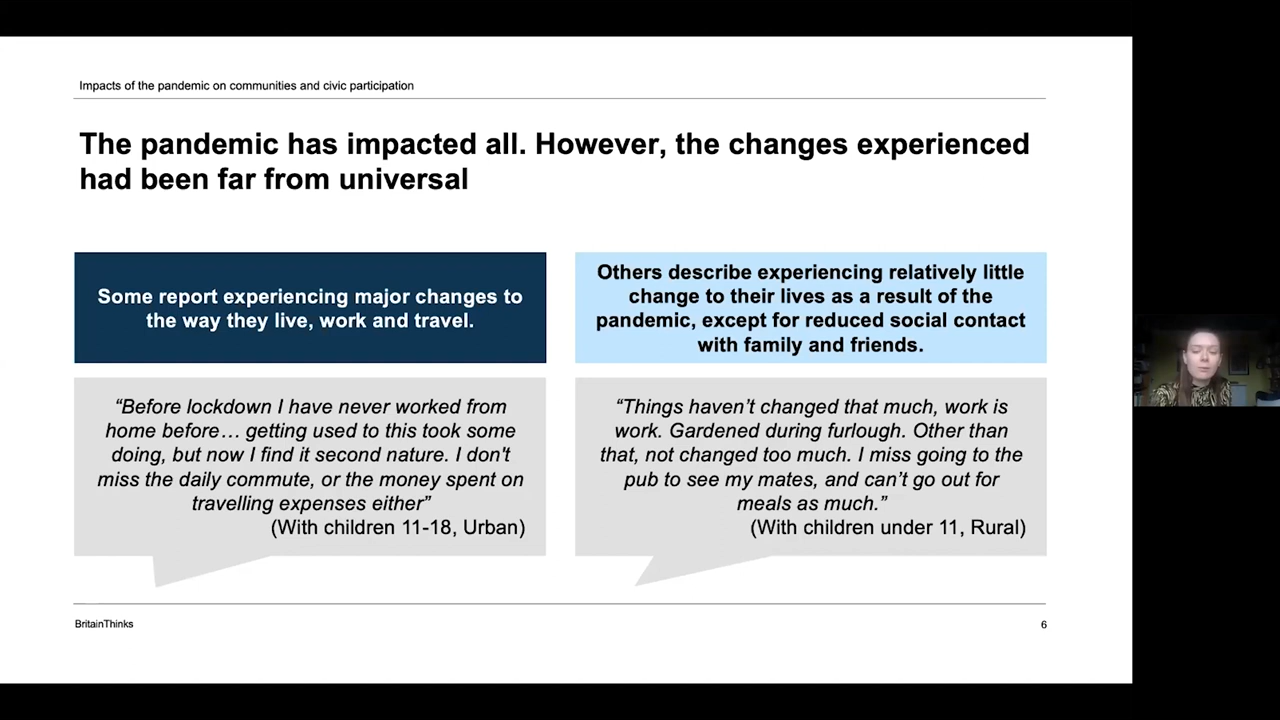 Impacts of the pandemic on communities and civic participation
The pandemic has impacted all. However, the changes experienced
had been far from universal
Some report experiencing major changes to
the way they live, work and travel.
“Before lockdown I have never worked from
home before… getting used to this took some
doing, but now I find it second nature. I don't
miss the daily commute, or the money spent on
travelling expenses either”
(With children 11-18, Urban)
Others describe experiencing relatively little
change to their lives as a result of the
pandemic, except for reduced social contact
with family and friends.
“Things haven’t changed that much, work is
work. Gardened during furlough. Other than
that, not changed too much. I miss going to the
pub to see my mates, and can’t go out for
meals as much.”
(With children under 11, Rural)
BritainThinks
6